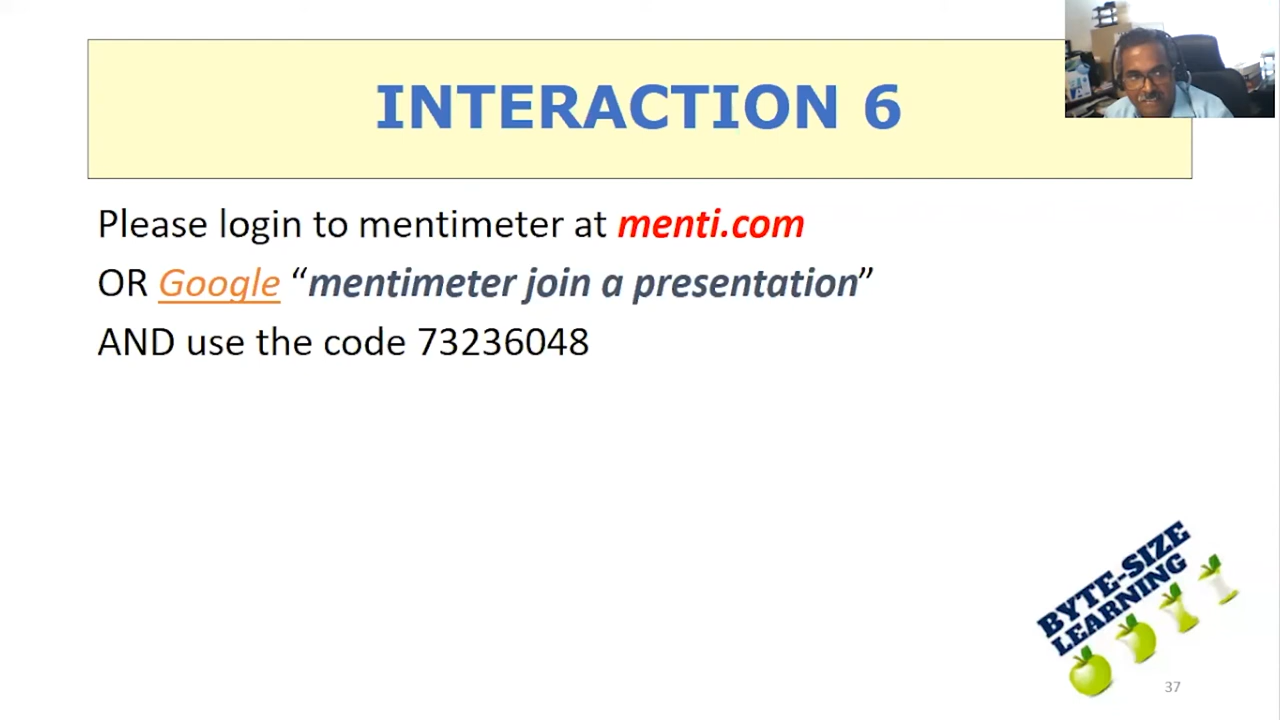 INTERACTION 6
Please login to mentimeter at menti.com
OR Google “mentimeter join a presentation”
AND use the code 73236048
BYTE-SIZE
LEARNING
37